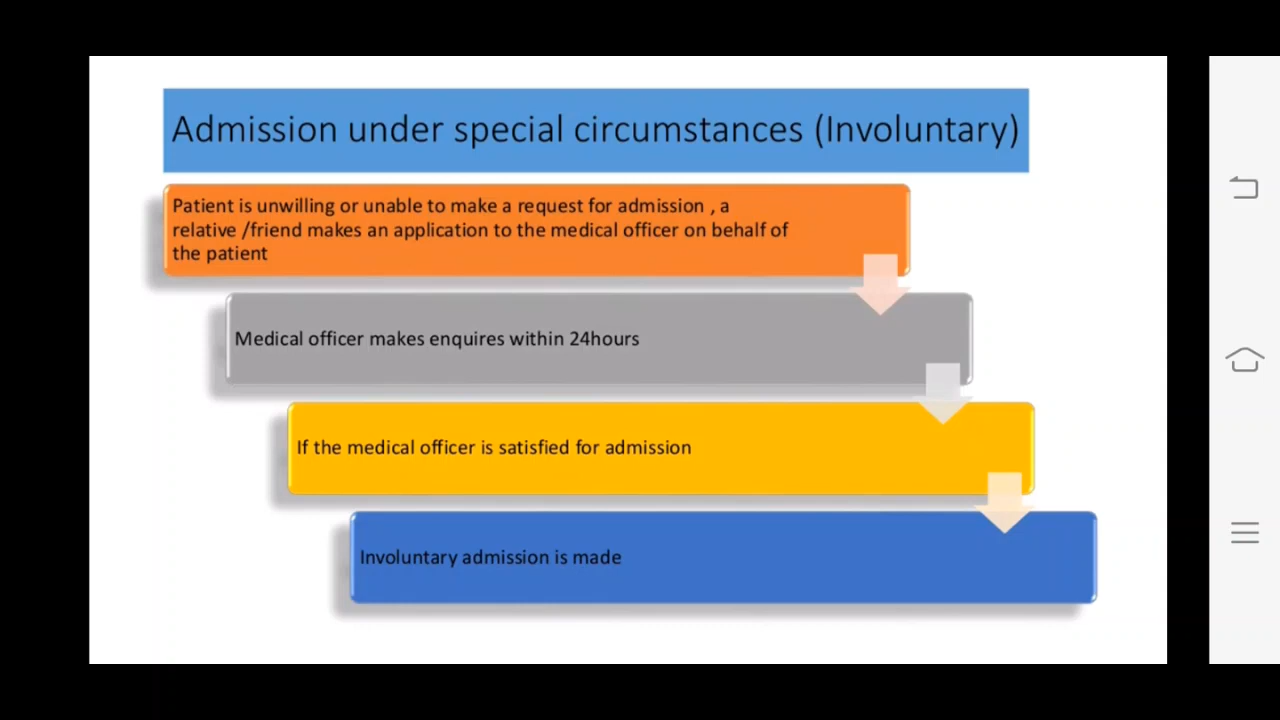 Admission under special circumstances (Involuntary)
Patient is unwilling or unable to make a request for admission , a
relative /friend makes an application to the medical officer on behalf of
the patient
Medical officer makes enquires within 24hours
If the medical officer is satisfied for admission
Involuntary admission is made